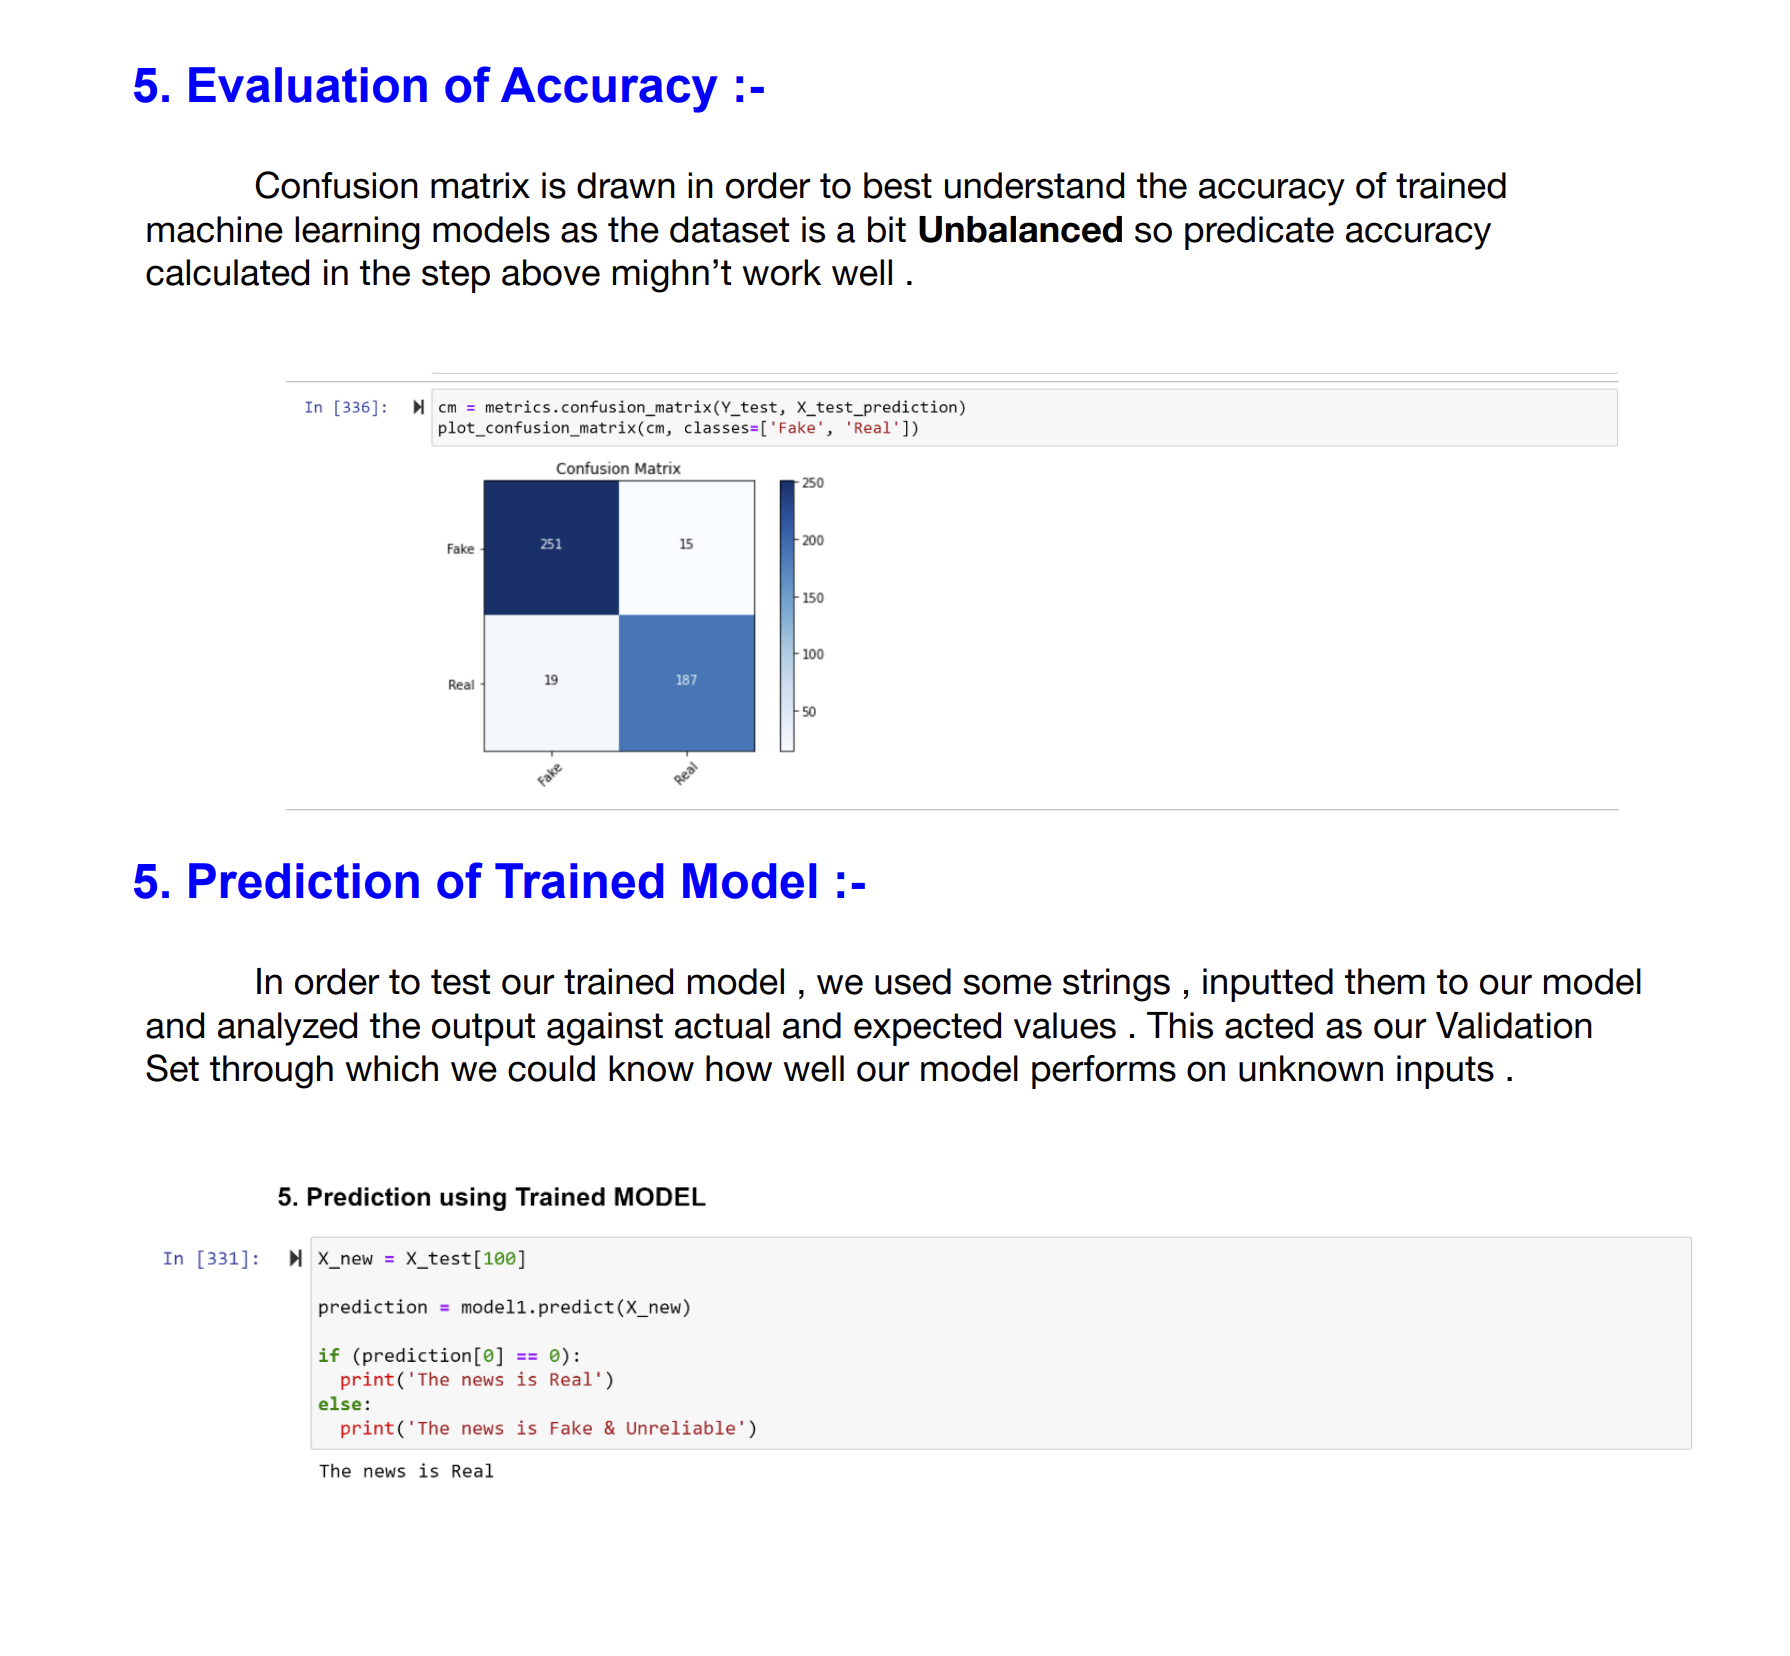 5. Evaluation of Accuracy :-
Confusion matrix is drawn in order to best understand the accuracy of trained
machine learning models as the dataset is a bit Unbalanced so predicate accuracy
calculated in the step above mighn’t work well .
In [336]: cm = metrics.confusion_matrix(Y_test, X_test_prediction)
plot_confusion_matrix(cm, classes=['Fake', 'Real'])
Confusion Matrix
250
Fake 251 15
200
150
100
Real 19 187
50
Fake Real
5. Prediction of Trained Model :-
In order to test our trained model , we used some strings , inputted them to our model
and analyzed the output against actual and expected values . This acted as our Validation
Set through which we could know how well our model performs on unknown inputs .
5. Prediction using Trained MODEL
In [331]: X_new = X_test[100]
prediction = model1.predict(X_new)
if (prediction[0] == 0):
print('The news is Real')
else:
print('The news is Fake & Unreliable')
The news is Real